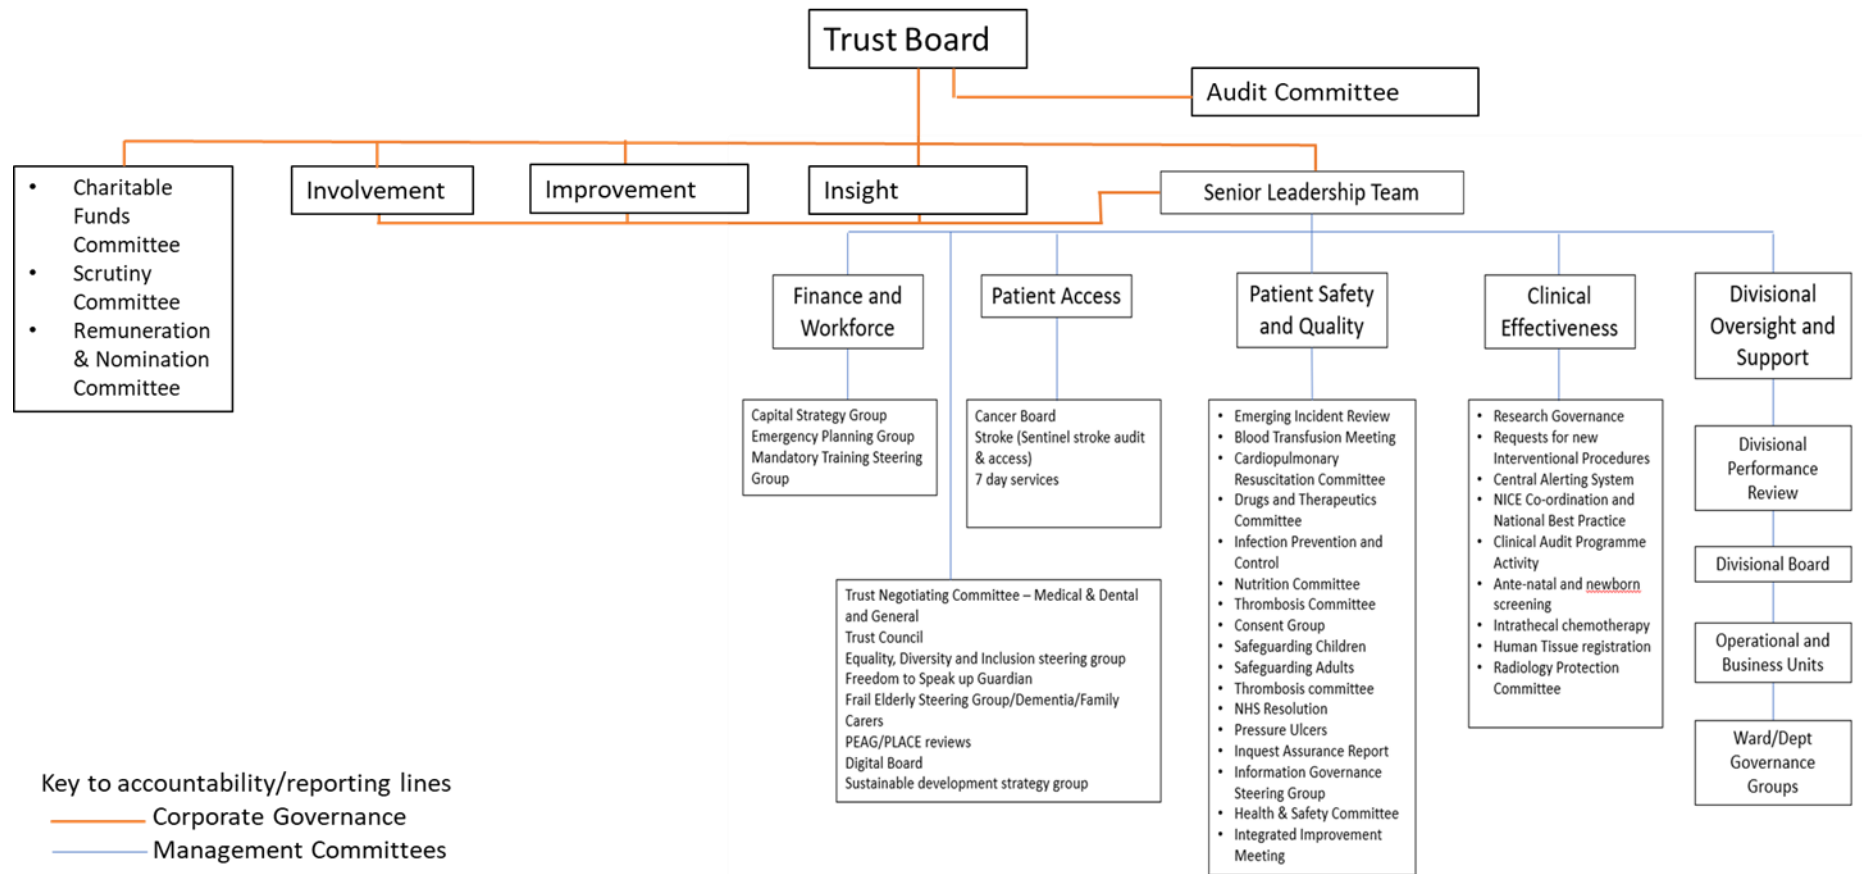 Trust Board
Audit Committee
• Charitable
Funds
Committee
• Scrutiny
Committee
• Remuneration
& Nomination
Committee
Involvement
Improvement
Insight
Senior Leadership Team
Finance and
Workforce
Patient Access
Patient Safety
and Quality
Clinical
Effectiveness
Divisional
Oversight and
Support
Capital Strategy Group
Emergency Planning Group
Mandatory Training Steering
Group
Cancer Board
Stroke (Sentinel stroke audit
& access)
7 day services
Trust Negotiating Committee – Medical & Dental
and General
Trust Council
Equality, Diversity and Inclusion steering group
Freedom to Speak up Guardian
Frail Elderly Steering Group/Dementia/Family
Carers
PEAG/PLACE reviews
Digital Board
Sustainable development strategy group
• Emerging Incident Review
• Blood Transfusion Meeting
• Cardiopulmonary
Resuscitation Committee
• Drugs and Therapeutics
Committee
• Infection Prevention and
Control
• Nutrition Committee
• Thrombosis Committee
• Consent Group
• Safeguarding Children
• Safeguarding Adults
• Thrombosis committee
• NHS Resolution
• Pressure Ulcers
• Inquest Assurance Report
• Information Governance
Steering Group
• Health & Safety Committee
• Integrated Improvement
Meeting
• Research Governance
• Requests for new
Interventional Procedures
• Central Alerting System
• NICE Co-ordination and
National Best Practice
• Clinical Audit Programme
Activity
• Ante-natal and newborn
screening
• Intrathecal chemotherapy
• Human Tissue registration
• Radiology Protection
Committee
Divisional
Performance
Review
Divisional Board
Operational and
Business Units
Ward/Dept
Governance
Groups
Key to accountability/reporting lines
Corporate Governance
Management Committees